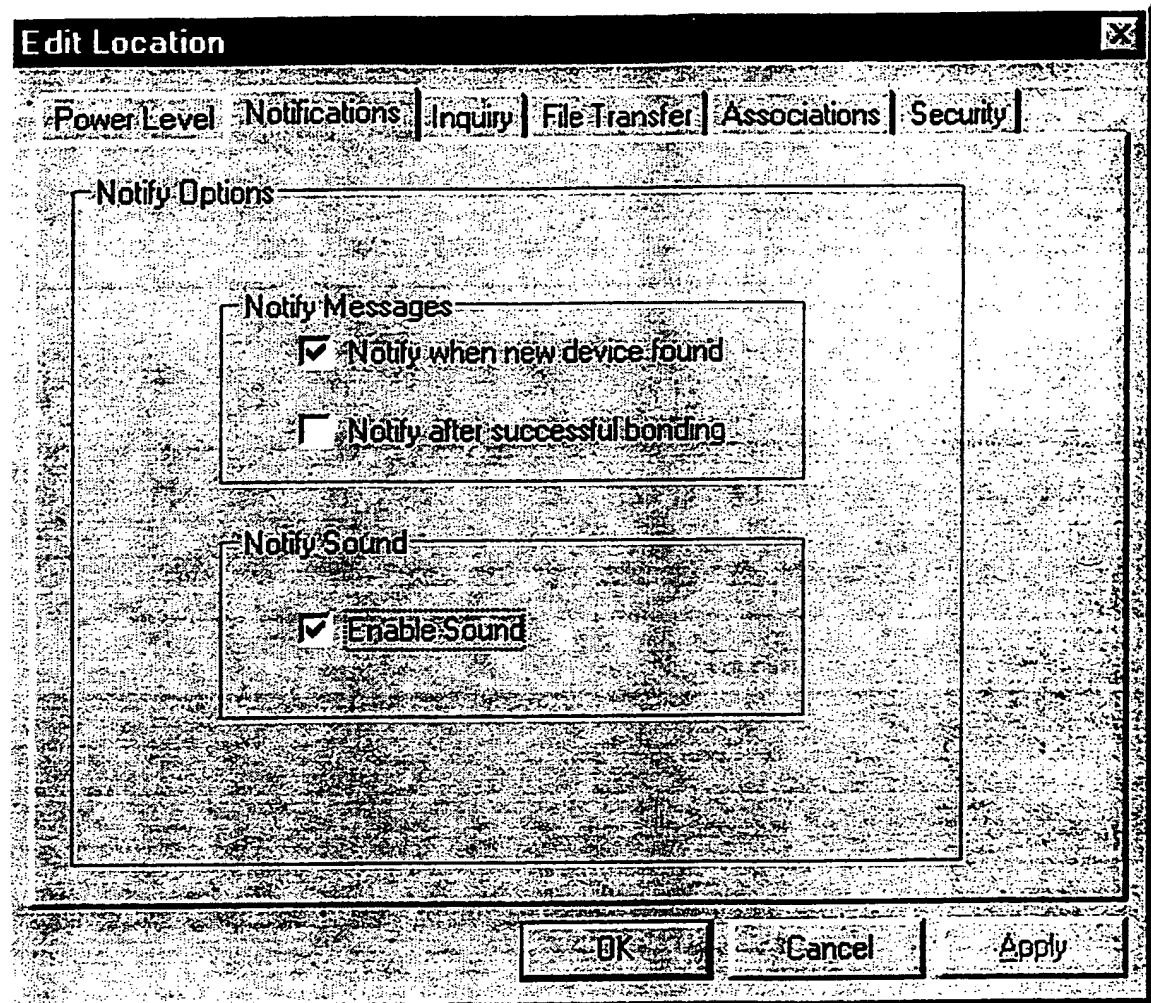 Edit Location
Power Level Notifications Inquiry File Transfer Associations Security
Notify Options
Notify Messages
Notify when new device found
Notify after successful bonding
Notify Sound
Enable Sound
OK Cancel Apply